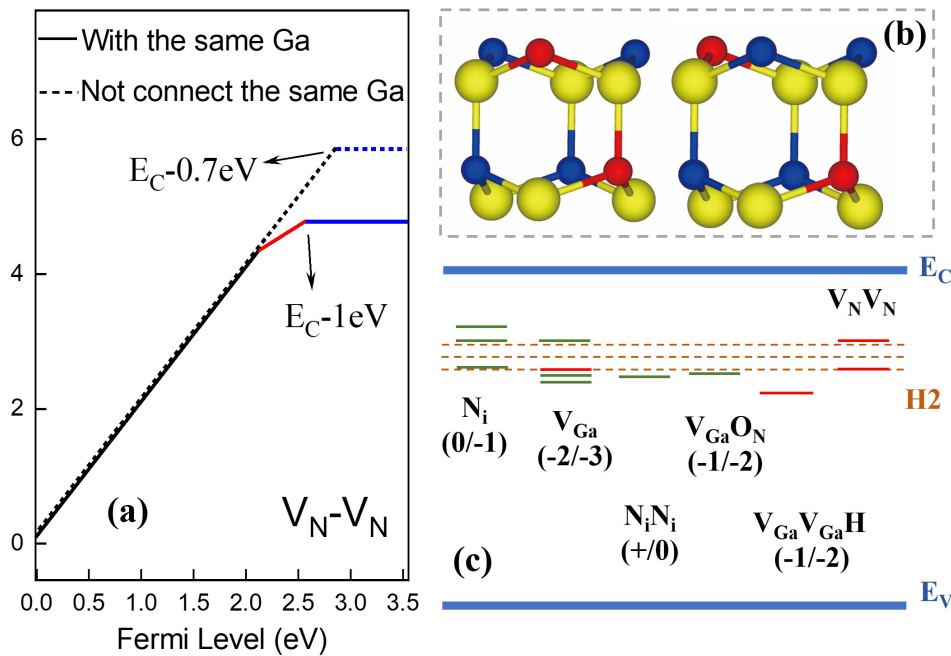 With the same Ga
Not connect the same Ga
6
4
2
0
E_C-0.7eV
E_C-1eV
(a)
V_N-V_N
0.0 0.5 1.0 1.5 2.0 2.5 3.0 3.5
Fermi Level (eV)
(b)
E_C
V_NV_N
H2
N_i
(0/-1)
V_Ga
(-2/-3)
V_GaO_N
(-1/-2)
N_iN_i
(+/0)
V_GaV_GaH
(-1/-2)
(c)
E_V